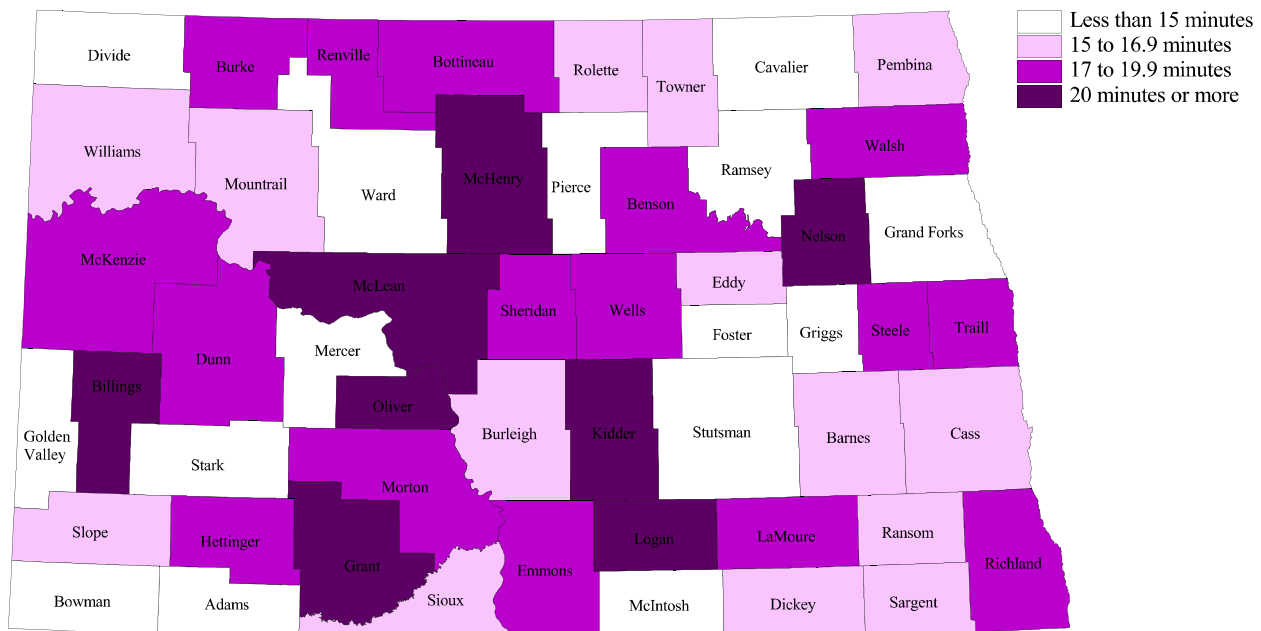 Less than 15 minutes
15 to 16.9 minutes
17 to 19.9 minutes
20 minutes or more
Divide
Burke
Renville
Bottineau
Rolette
Towner
Cavalier
Pembina
Williams
Mountrail
Ward
McHenry
Pierce
Benson
Ramsey
Walsh
Nelson
Grand Forks
McKenzie
McLean
Sheridan
Wells
Eddy
Foster
Griggs
Steele
Traill
Dunn
Mercer
Billings
Oliver
Golden
Valley
Stark
Morton
Burleigh
Kidder
Stutsman
Barnes
Cass
Slope
Hettinger
Grant
Emmons
Logan
LaMoure
Ransom
Richland
Bowman
Adams
Sioux
McIntosh
Dickey
Sargent